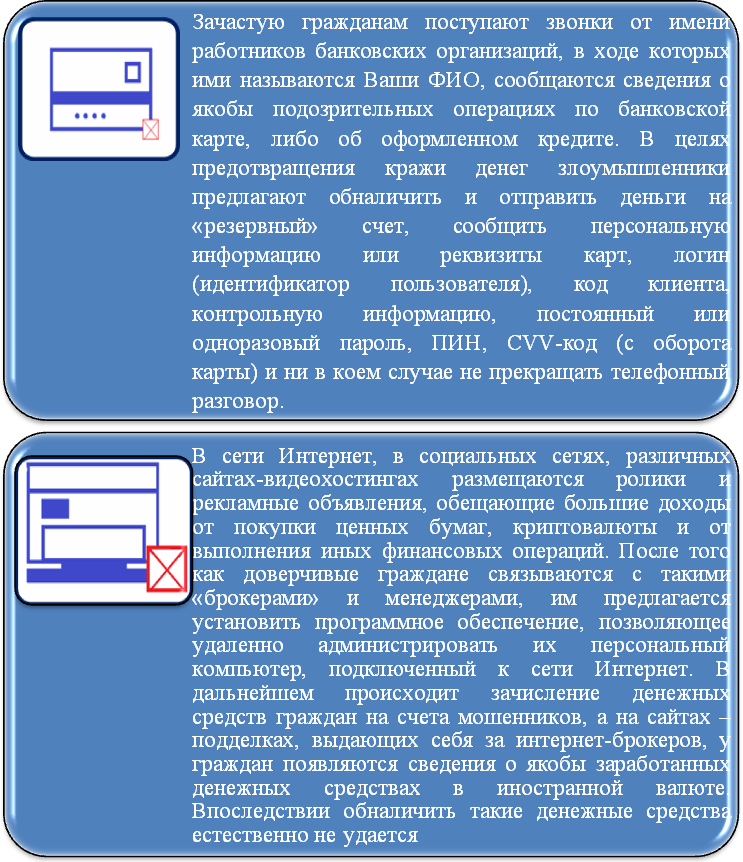 Зачастую гражданам поступают звонки от имени
работников банковских организаций, в ходе которых
ими называются Ваши ФИО, сообщаются сведения о
якобы подозрительных операциях по банковской
карте, либо об оформленном кредите. В целях
предотвращения кражи денег злоумышленники
предлагают обналичить и отправить деньги на
«резервный» счет, сообщить персональную
информацию или реквизиты карт, логин
(идентификатор пользователя), код клиента,
контрольную информацию, постоянный или
одноразовый пароль, ПИН, CVV-код (с оборота
карты) и ни в коем случае не прекращать телефонный
разговор.
В сети Интернет, в социальных сетях, различных
сайтах-видеохостингах размещаются ролики и
рекламные объявления, обещающие большие доходы
от покупки ценных бумаг, криптовалюты и от
выполнения иных финансовых операций. После того
как доверчивые граждане связываются с такими
«брокерами» и менеджерами, им предлагается
установить программное обеспечение, позволяющее
удаленно администрировать их персональный
компьютер, подключенный к сети Интернет. В
дальнейшем происходит зачисление денежных
средств граждан на счета мошенников, а на сайтах –
подделках, выдающих себя за интернет-брокеров, у
граждан появляются сведения о якобы заработанных
денежных средствах в иностранной валюте.
Впоследствии обналичить такие денежные средства
естественно не удается